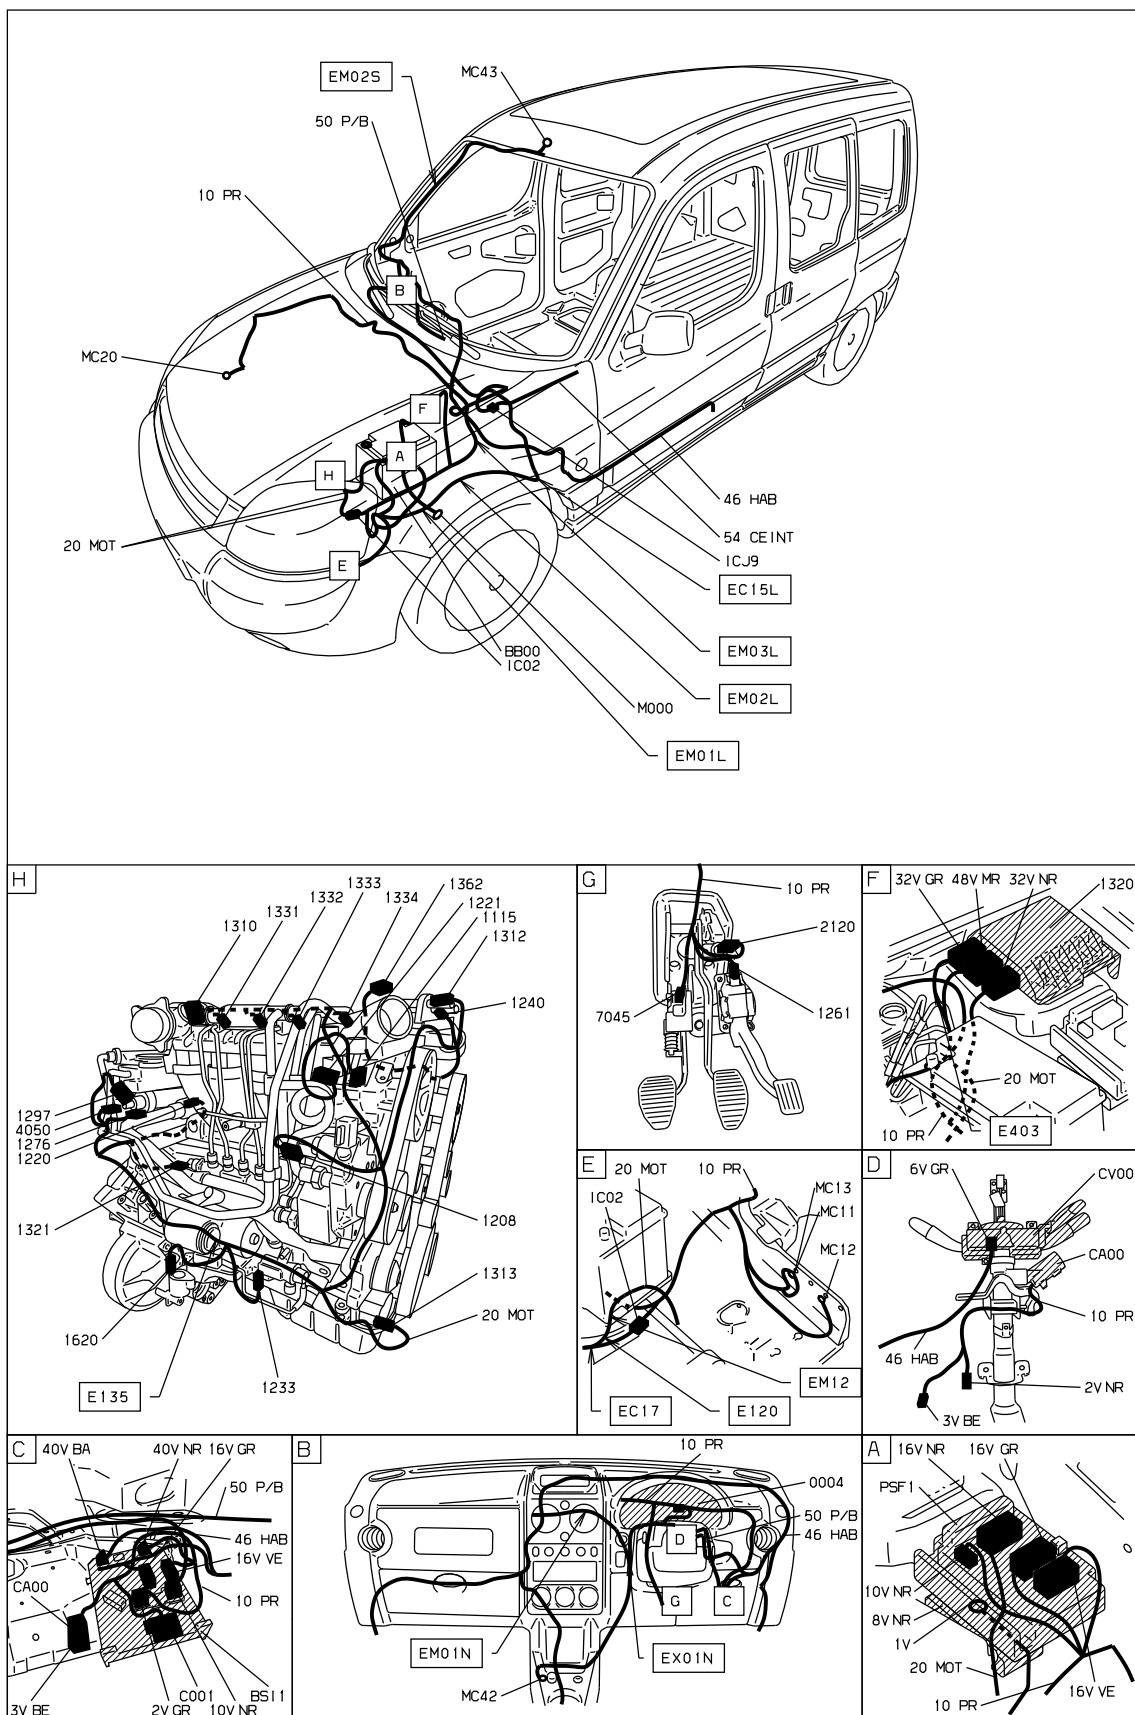 EM02S
MC43
50 P/B
10 PR
B
MC20
F
A
H
46 HAB
20 MOT
54 CEINT
E
ICJ9
EC15L
EM03L
BB00
IC02
EM02L
M000
EM01L
H
1333
1362
1332
1221
1331
1334
1115
1310
1312
1240
1297
4050
1276
1220
1321
1208
1313
20 MOT
1620
1233
E135
G
10 PR
2120
7045
1261
F
32V GR 48V MR 32V NR
1320
20 MOT
10 PR
E403
E
20 MOT
10 PR
IC02
MC13
MC11
MC12
EM12
EC17
E120
D
6V GR
CV00
CA00
10 PR
46 HAB
2V NR
3V BE
C
40V BA
40V NR 16V GR
50 P/B
46 HAB
16V VE
CA00
10 PR
C001
BSI1
3V BE
2V GR
10V NR
B
10 PR
0004
50 P/B
46 HAB
D
G
C
EM01N
EX01N
MC42
A
16V NR
16V GR
PSF1
10V NR
8V NR
1V
20 MOT
10 PR
16V VE